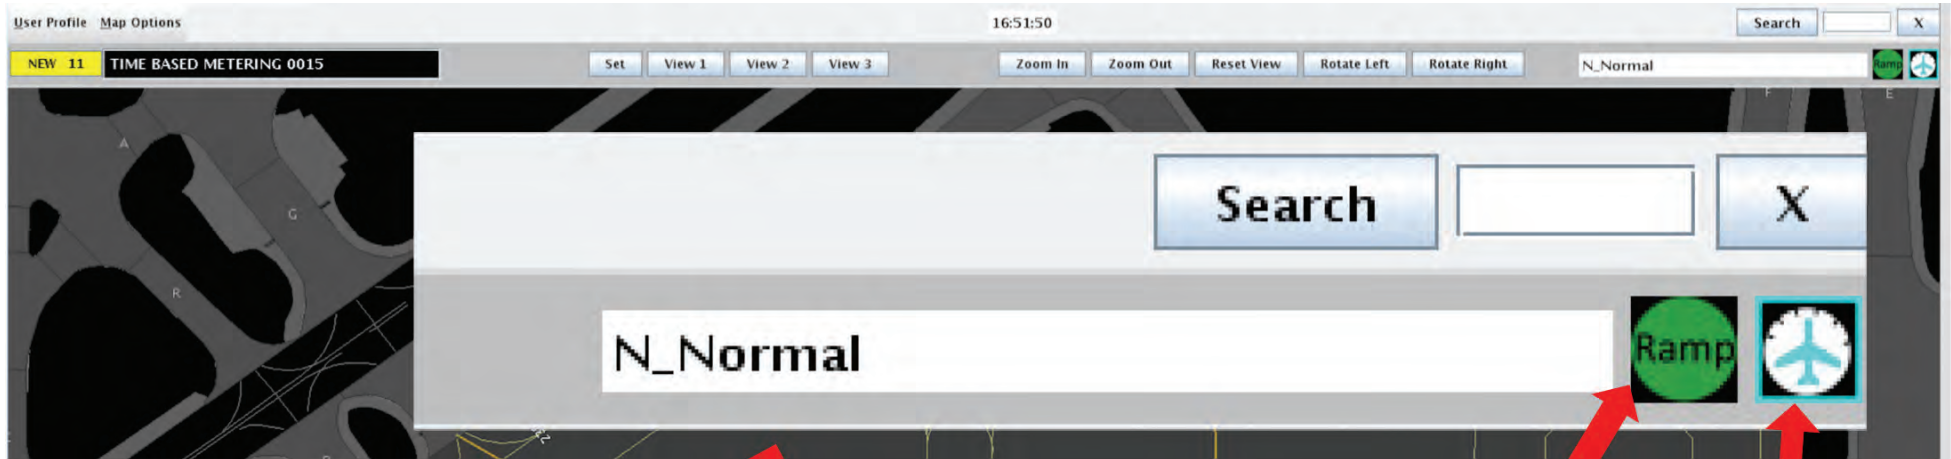 User Profile Map Options 16:51:50 Search X
NEW 11 TIME BASED METERING 0015 Set View 1 View 2 View 3 Zoom In Zoom Out Reset View Rotate Left Rotate Right N_Normal Ramp
F E
A
G
R
Search X
N_Normal Ramp